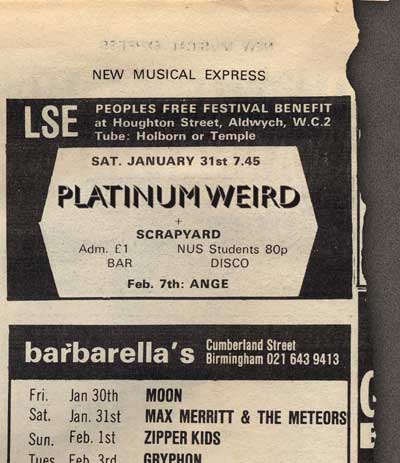 NEW MUSICAL EXPRESS
LSE
PEOPLES FREE FESTIVAL BENEFIT
at Houghton Street, Aldwych, W.C.2
Tube: Holborn or Temple
SAT. JANUARY 31st 7.45
PLATINUM WEIRD
+
SCRAPYARD
Adm. £1 NUS Students 80p
BAR DISCO
Feb. 7th: ANGE
barbarella's
Cumberland Street
Birmingham 021 643 9413
Fri. Jan 30th MOON
Sat. Jan. 31st MAX MERRITT & THE METEORS
Sun. Feb. 1st ZIPPER KIDS
Tues Feb 3rd GRYPHON